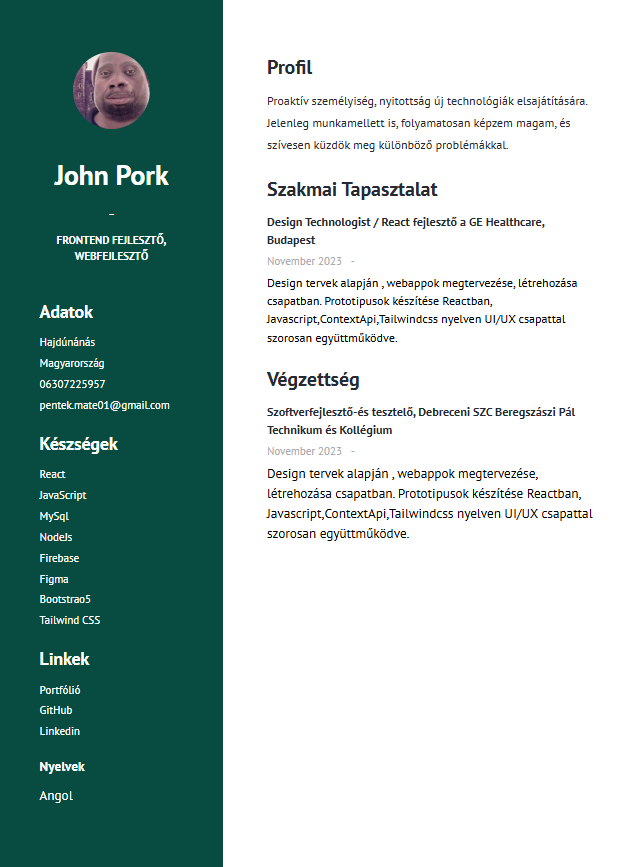 John Pork
–
FRONTEND FEJLESZTŐ,
WEBFEJLESZTŐ
Adatok
Hajdúnánás
Magyarország
06307225957
pentek.mate01@gmail.com
Készségek
React
JavaScript
MySql
NodeJs
Firebase
Figma
Bootstrao5
Tailwind CSS
Linkek
Portfólió
GitHub
Linkedin
Nyelvek
Angol
Profil
Proaktív személyiség, nyitottság új technológiák elsajátítására.
Jelenleg munkamellett is, folyamatosan képzem magam, és
szívesen küzdök meg különböző problémákkal.
Szakmai Tapasztalat
Design Technologist / React fejlesztő a GE Healthcare,
Budapest
November 2023 -
Design tervek alapján , webappok megtervezése, létrehozása
csapatban. Prototipusok készítése Reactban,
Javascript,ContextApi,Tailwindcss nyelven UI/UX csapattal
szorosan együttműködve.
Végzettség
Szoftverfejlesztő-és tesztelő, Debreceni SZC Beregszászi Pál
Technikum és Kollégium
November 2023 -
Design tervek alapján , webappok megtervezése,
létrehozása csapatban. Prototipusok készítése Reactban,
Javascript,ContextApi,Tailwindcss nyelven UI/UX csapattal
szorosan együttműködve.